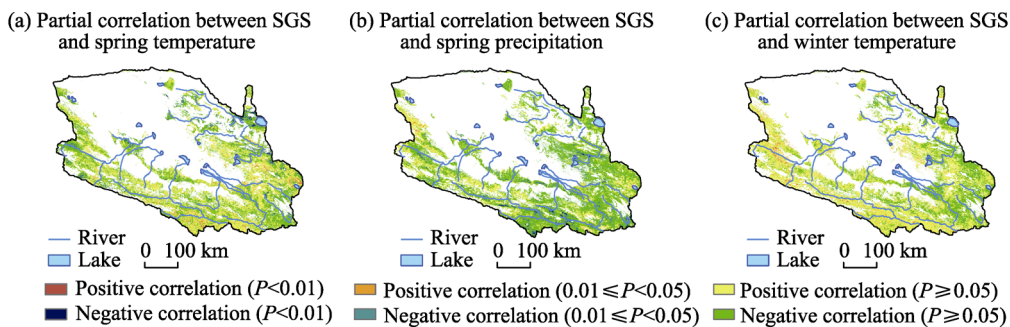 (a) Partial correlation between SGS
and spring temperature
(b) Partial correlation between SGS
and spring precipitation
(c) Partial correlation between SGS
and winter temperature
River
Lake
0 100 km
River
Lake
0 100 km
River
Lake
0 100 km
Positive correlation (P<0.01)
Positive correlation (0.01≤P<0.05)
Positive correlation (P≥0.05)
Negative correlation (P<0.01)
Negative correlation (0.01≤P<0.05)
Negative correlation (P≥0.05)